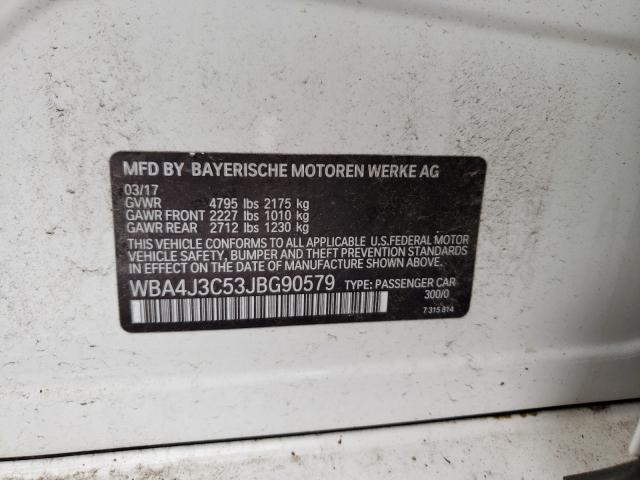 MFD BY BAYERISCHE MOTOREN WERKE AG
03/17
GVWR 4795 lbs 2175 kg
GAWR FRONT 2227 lbs 1010 kg
GAWR REAR 2712 lbs 1230 kg
THIS VEHICLE CONFORMS TO ALL APPLICABLE U.S.FEDERAL MOTOR
VEHICLE SAFETY, BUMPER, AND THEFT PREVENTION STANDARDS
IN EFFECT ON THE DATE OF MANUFACTURE SHOWN ABOVE.
WBA4J3C53JBG90579 TYPE: PASSENGER CAR
300/0
7 315 814